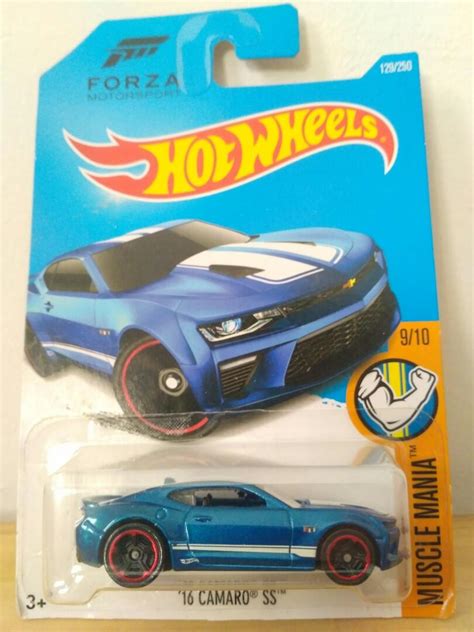 FORZA
MOTORSPORT
129/250
HOT WHEELS
9/10
MUSCLE MANIA™
'16 CAMARO® SS™
3+